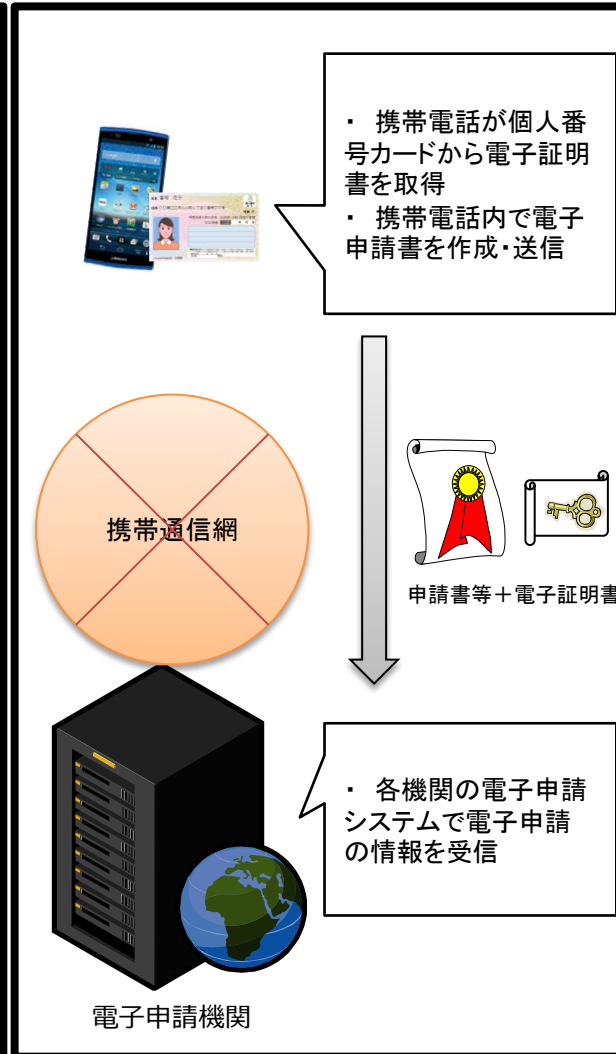 ・ 携帯電話が個人番
号カードから電子証明
書を取得
・ 携帯電話内で電子
申請書を作成・送信
携帯通信網
申請書等＋電子証明書
・ 各機関の電子申請
システムで電子申請
の情報を受信
電子申請機関